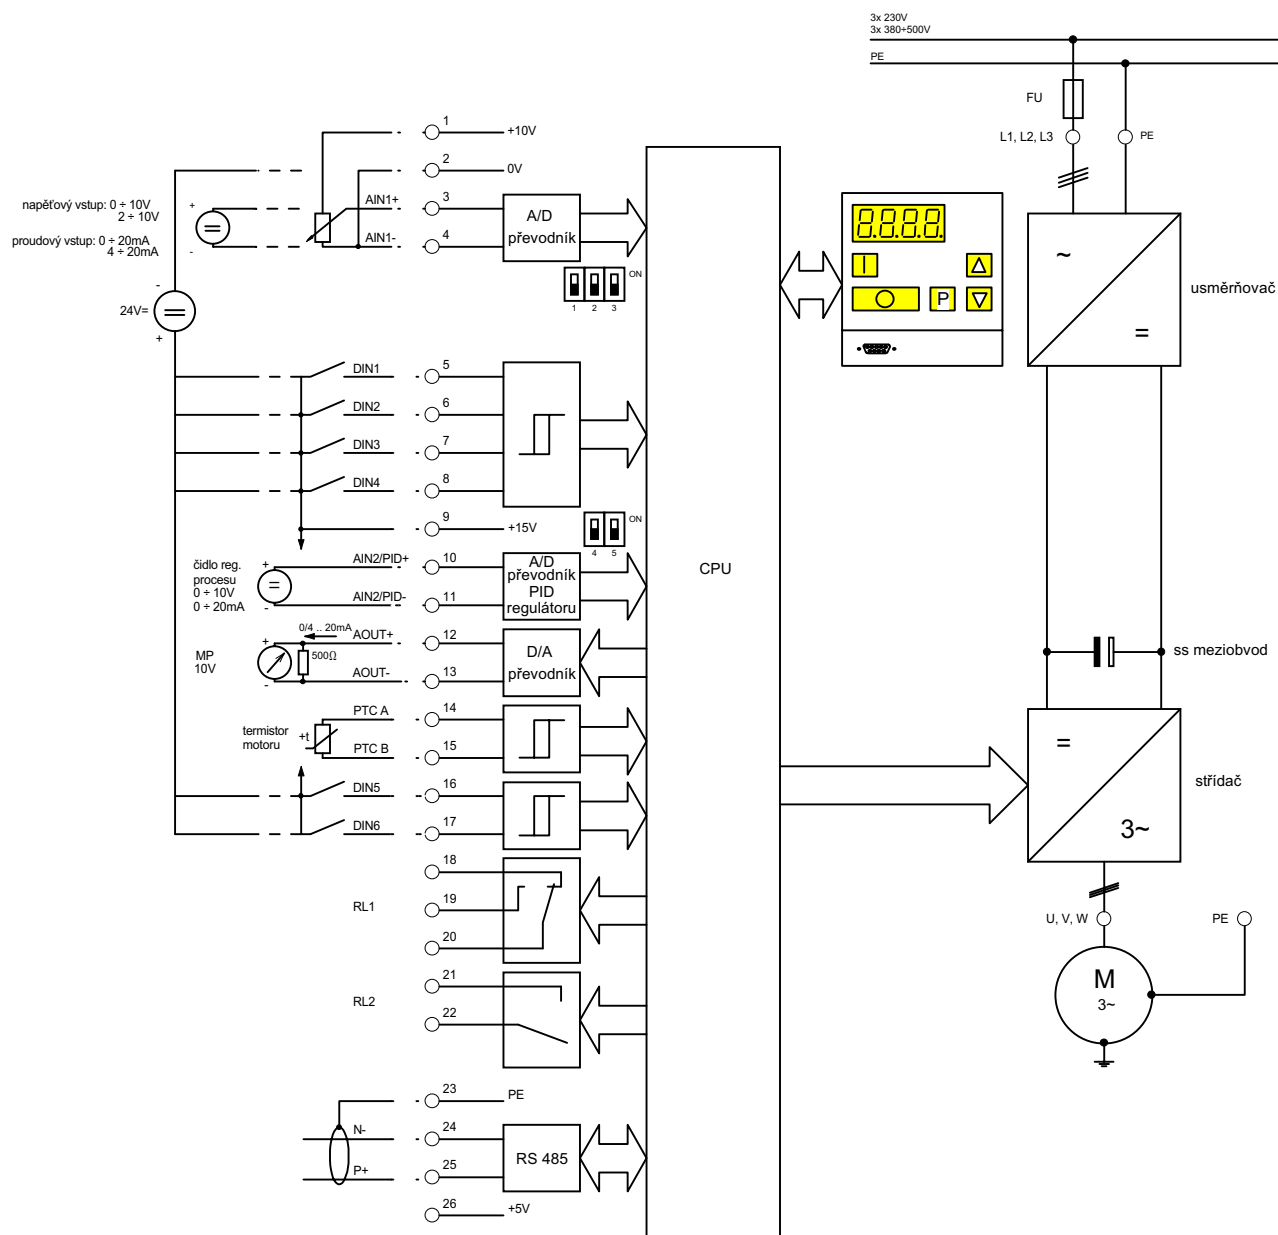 3x 230V
3x 380÷500V
PE
FU
L1, L2, L3
PE
1
+10V
2
0V
napěťový vstup: 0 ÷ 10V
2 ÷ 10V
proudový vstup: 0 ÷ 20mA
4 ÷ 20mA
+
=
-
AIN1+
3
AIN1-
4
A/D
převodník
ON
1 2 3
-
24V=
=
+
8.8.8.8.
I
P
~
=
usměrňovač
DIN1
5
DIN2
6
DIN3
7
DIN4
8
9
+15V
ON
4 5
CPU
čidlo reg.
procesu
0 ÷ 10V
0 ÷ 20mA
+
=
-
AIN2/PID+
10
AIN2/PID-
11
A/D
převodník
PID
regulátoru
0/4 .. 20mA
MP
10V
+
-
500Ω
AOUT+
12
AOUT-
13
D/A
převodník
ss meziobvod
termistor
motoru
+t
PTC A
14
PTC B
15
=
3~
střídač
DIN5
16
DIN6
17
RL1
18
19
20
U, V, W
PE
M
3~
RL2
21
22
23
PE
N-
24
P+
25
RS 485
26
+5V